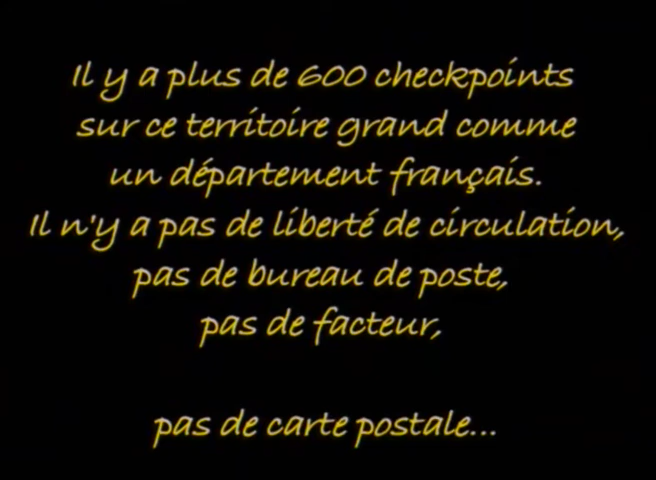 Il y a plus de 600 checkpoints
sur ce territoire grand comme
un département français.
Il n'y a pas de liberté de circulation,
pas de bureau de poste,
pas de facteur,
pas de carte postale...